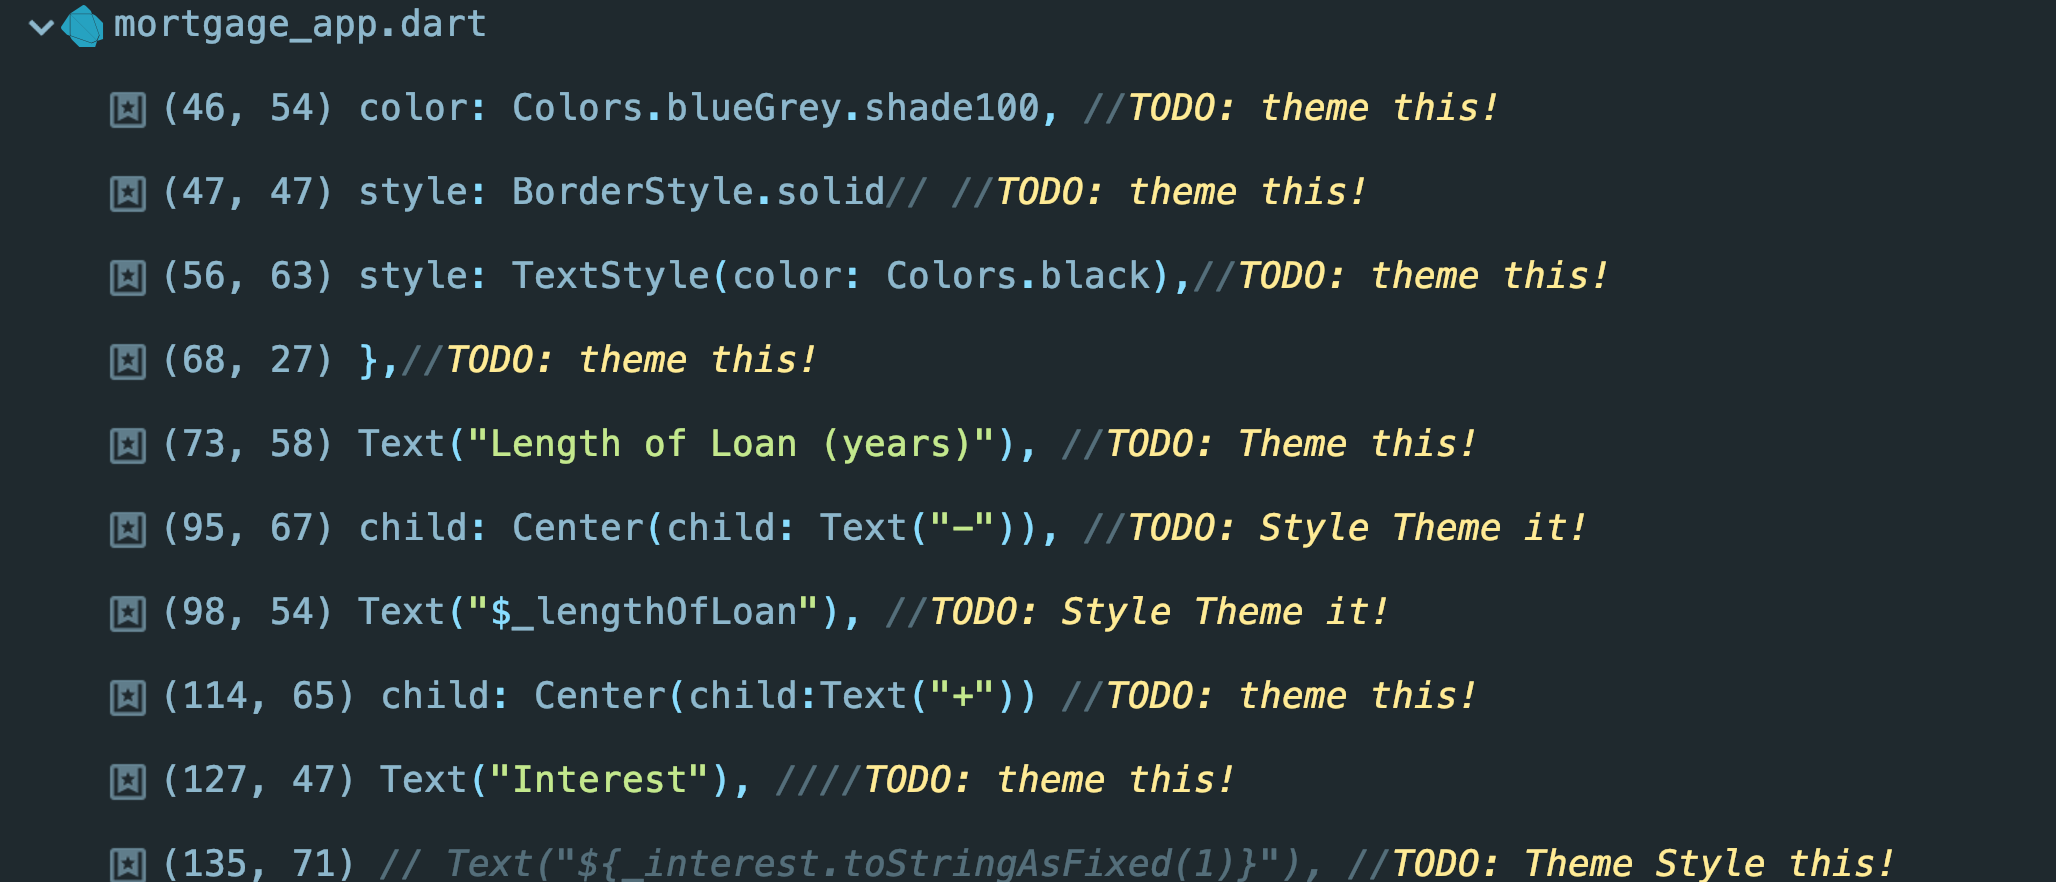 mortgage_app.dart
(46, 54) color: Colors.blueGrey.shade100, //TODO: theme this!
(47, 47) style: BorderStyle.solid// //TODO: theme this!
(56, 63) style: TextStyle(color: Colors.black),//TODO: theme this!
(68, 27) },//TODO: theme this!
(73, 58) Text("Length of Loan (years)"), //TODO: Theme this!
(95, 67) child: Center(child: Text("-")), //TODO: Style Theme it!
(98, 54) Text("$_lengthOfLoan"), //TODO: Style Theme it!
(114, 65) child: Center(child:Text("+")) //TODO: theme this!
(127, 47) Text("Interest"), ////TODO: theme this!
(135, 71) // Text("${_interest.toStringAsFixed(1)}"), //TODO: Theme Style this!